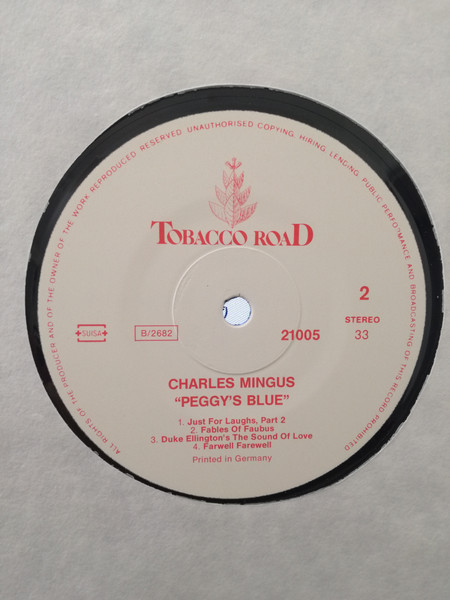 ALL RIGHTS OF THE PRODUCER AND OF THE OWNER OF THE WORK REPRODUCED RESERVED UNAUTHORISED COPYING, HIRING, LENDING, PUBLIC PERFORMANCE AND BROADCASTING OF THIS RECORD PROHIBITED
TOBACCO ROAD
2
STEREO
33
SUISA
B/2682
21005
CHARLES MINGUS
"PEGGY'S BLUE"
1. Just For Laughs, Part 2
2. Fables Of Faubus
3. Duke Ellington's The Sound Of Love
4. Farwell Farewell
Printed in Germany